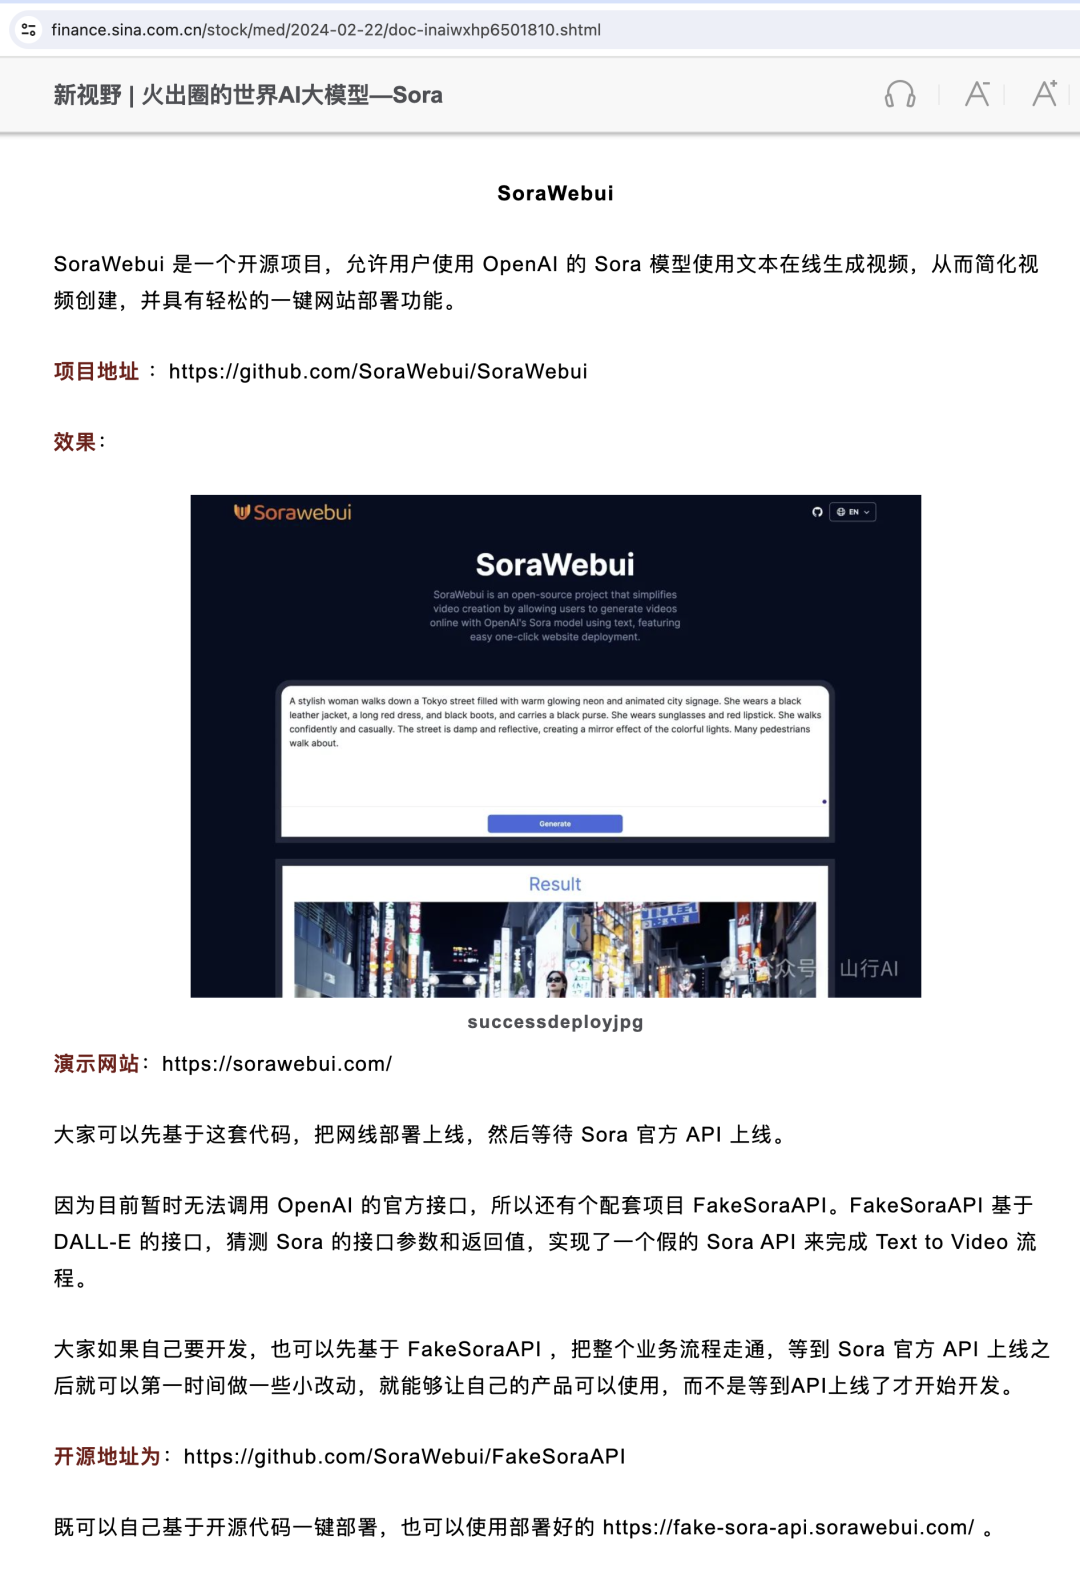 finance.sina.com.cn/stock/med/2024-02-22/doc-inaiwxhp6501810.shtml
新视野 | 火出圈的世界AI大模型—Sora
A-
A+
SoraWebui
SoraWebui 是一个开源项目，允许用户使用 OpenAI 的 Sora 模型使用文本在线生成视频，从而简化视
频创建，并具有轻松的一键网站部署功能。
项目地址 ：https://github.com/SoraWebui/SoraWebui
效果：
Sorawebui
EN
SoraWebui
SoraWebui is an open-source project that simplifies
video creation by allowing users to generate videos
online with OpenAI's Sora model using text, featuring
easy one-click website deployment.
A stylish woman walks down a Tokyo street filled with warm glowing neon and animated city signage. She wears a black
leather jacket, a long red dress, and black boots, and carries a black purse. She wears sunglasses and red lipstick. She walks
confidently and casually. The street is damp and reflective, creating a mirror effect of the colorful lights. Many pedestrians
walk about.
Generate
Result
众号 山行AI
successdeployjpg
演示网站：https://sorawebui.com/
大家可以先基于这套代码，把网线部署上线，然后等待 Sora 官方 API 上线。
因为目前暂时无法调用 OpenAI 的官方接口，所以还有个配套项目 FakeSoraAPI。FakeSoraAPI 基于
DALL-E 的接口，猜测 Sora 的接口参数和返回值，实现了一个假的 Sora API 来完成 Text to Video 流
程。
大家如果自己要开发，也可以先基于 FakeSoraAPI ，把整个业务流程走通，等到 Sora 官方 API 上线之
后就可以第一时间做一些小改动，就能够让自己的产品可以使用，而不是等到API上线了才开始开发。
开源地址为：https://github.com/SoraWebui/FakeSoraAPI
既可以自己基于开源代码一键部署，也可以使用部署好的 https://fake-sora-api.sorawebui.com/ 。